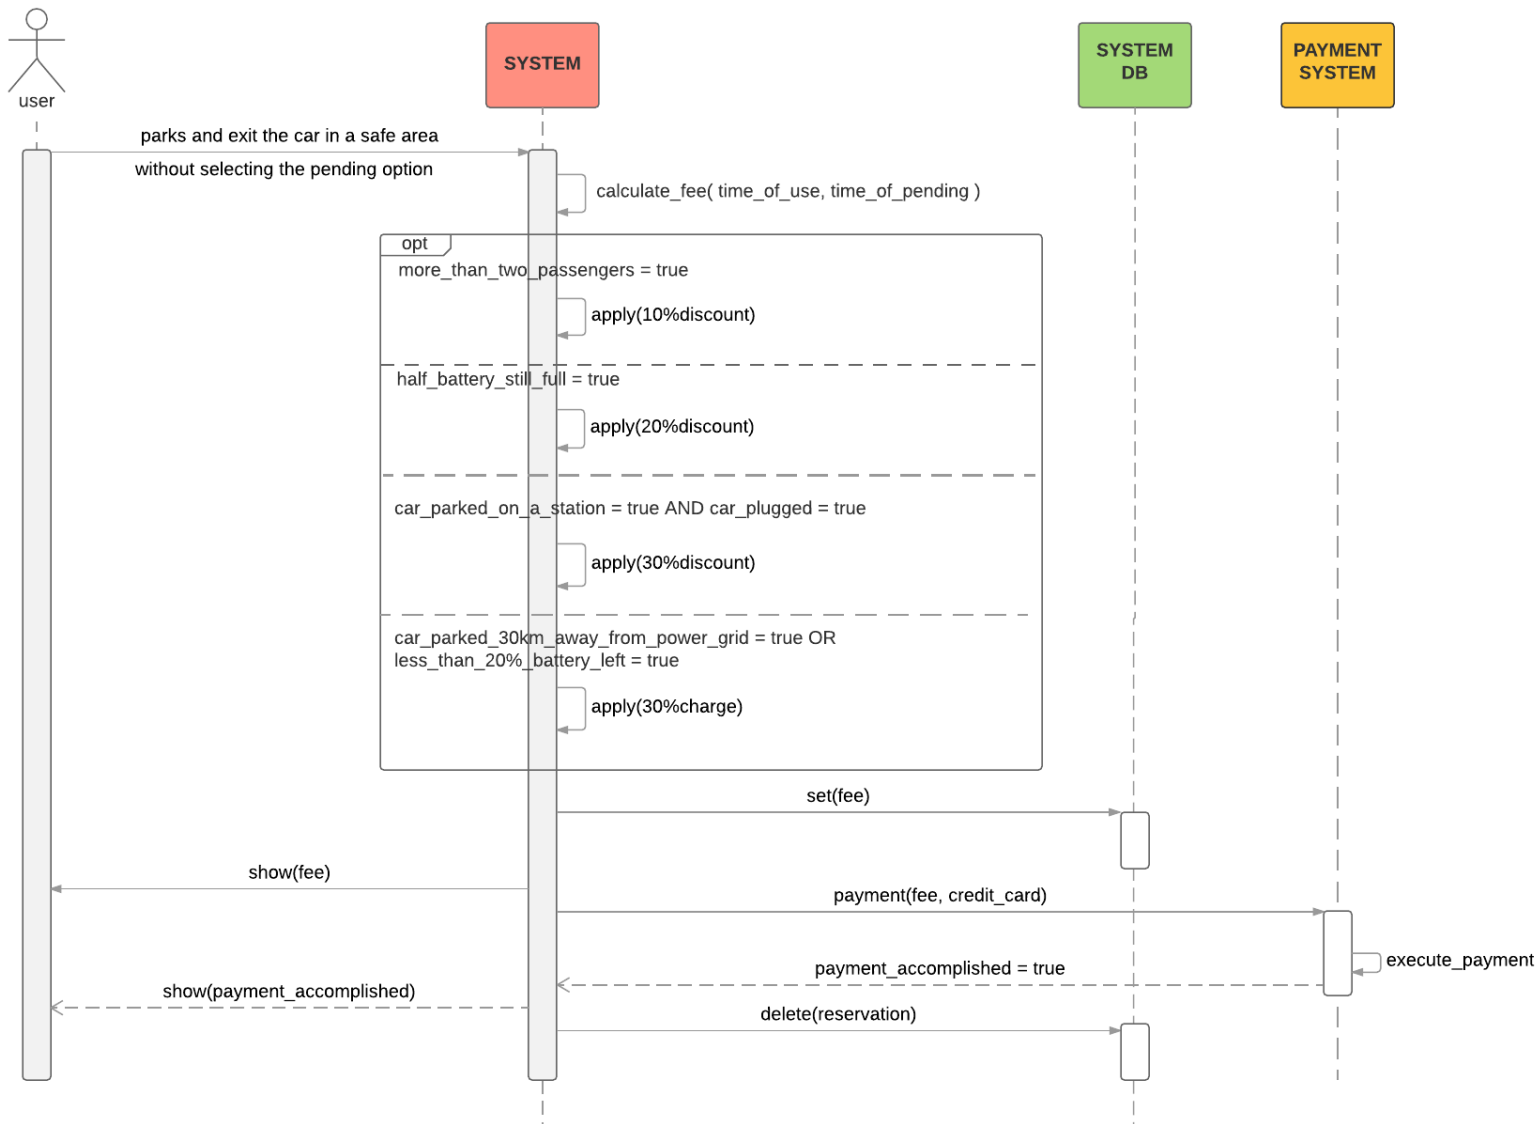 user
SYSTEM
SYSTEM
DB
PAYMENT
SYSTEM
parks and exit the car in a safe area
without selecting the pending option
calculate_fee( time_of_use, time_of_pending )
opt
more_than_two_passengers = true
apply(10%discount)
half_battery_still_full = true
apply(20%discount)
car_parked_on_a_station = true AND car_plugged = true
apply(30%discount)
car_parked_30km_away_from_power_grid = true OR
less_than_20%_battery_left = true
apply(30%charge)
set(fee)
show(fee)
payment(fee, credit_card)
execute_payment
payment_accomplished = true
show(payment_accomplished)
delete(reservation)